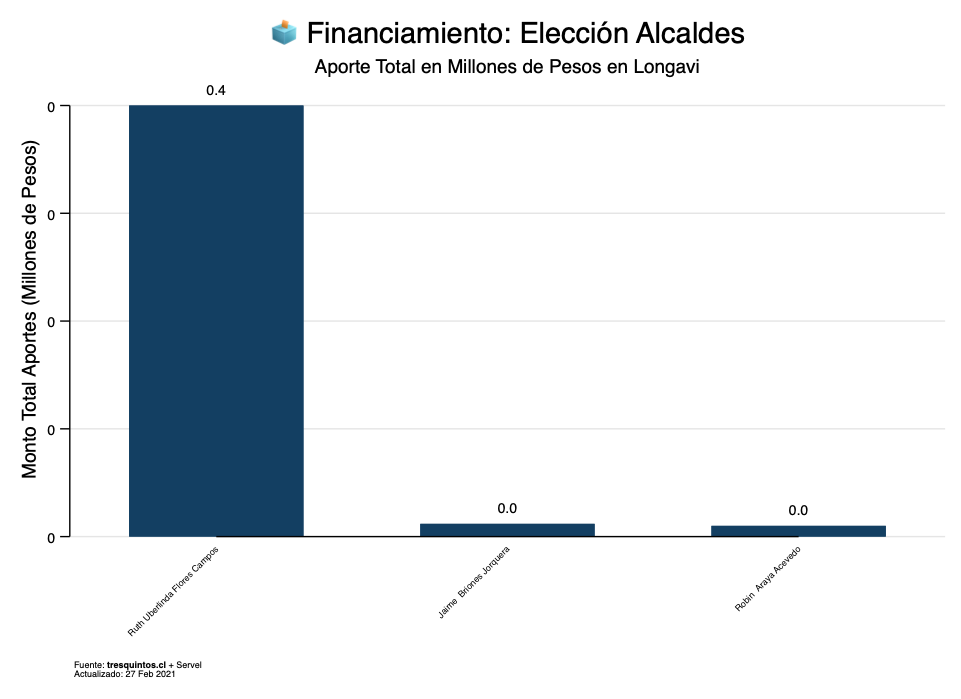 🗳️ Financiamiento: Elección Alcaldes
Aporte Total en Millones de Pesos en Longavi
Monto Total Aportes (Millones de Pesos)
0
0
0
0
0
0.4
0.0
0.0
Ruth Uberlinda Flores Campos
Jaime  Briones Jorquera
Robin  Araya Acevedo
Fuente: tresquintos.cl + Servel
Actualizado: 27 Feb 2021